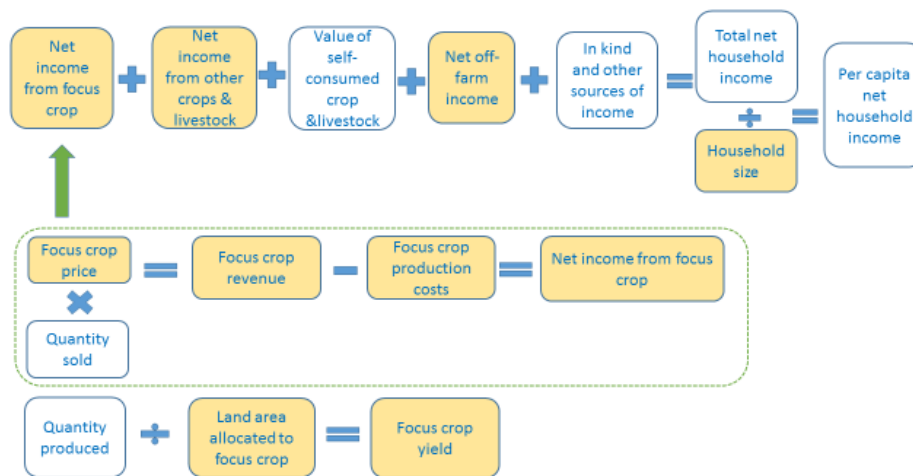 Net
income
from focus
crop
Net
income
from other
crops &
livestock
Value of
self-
consumed
crop
&livestock
Net off-
farm
income
In kind
and other
sources of
income
Total net
household
income
Household
size
Per capita
net
household
income
Focus crop
price
Quantity
sold
Focus crop
revenue
Focus crop
production
costs
Net income from focus
crop
Quantity
produced
Land area
allocated to
focus crop
Focus crop
yield